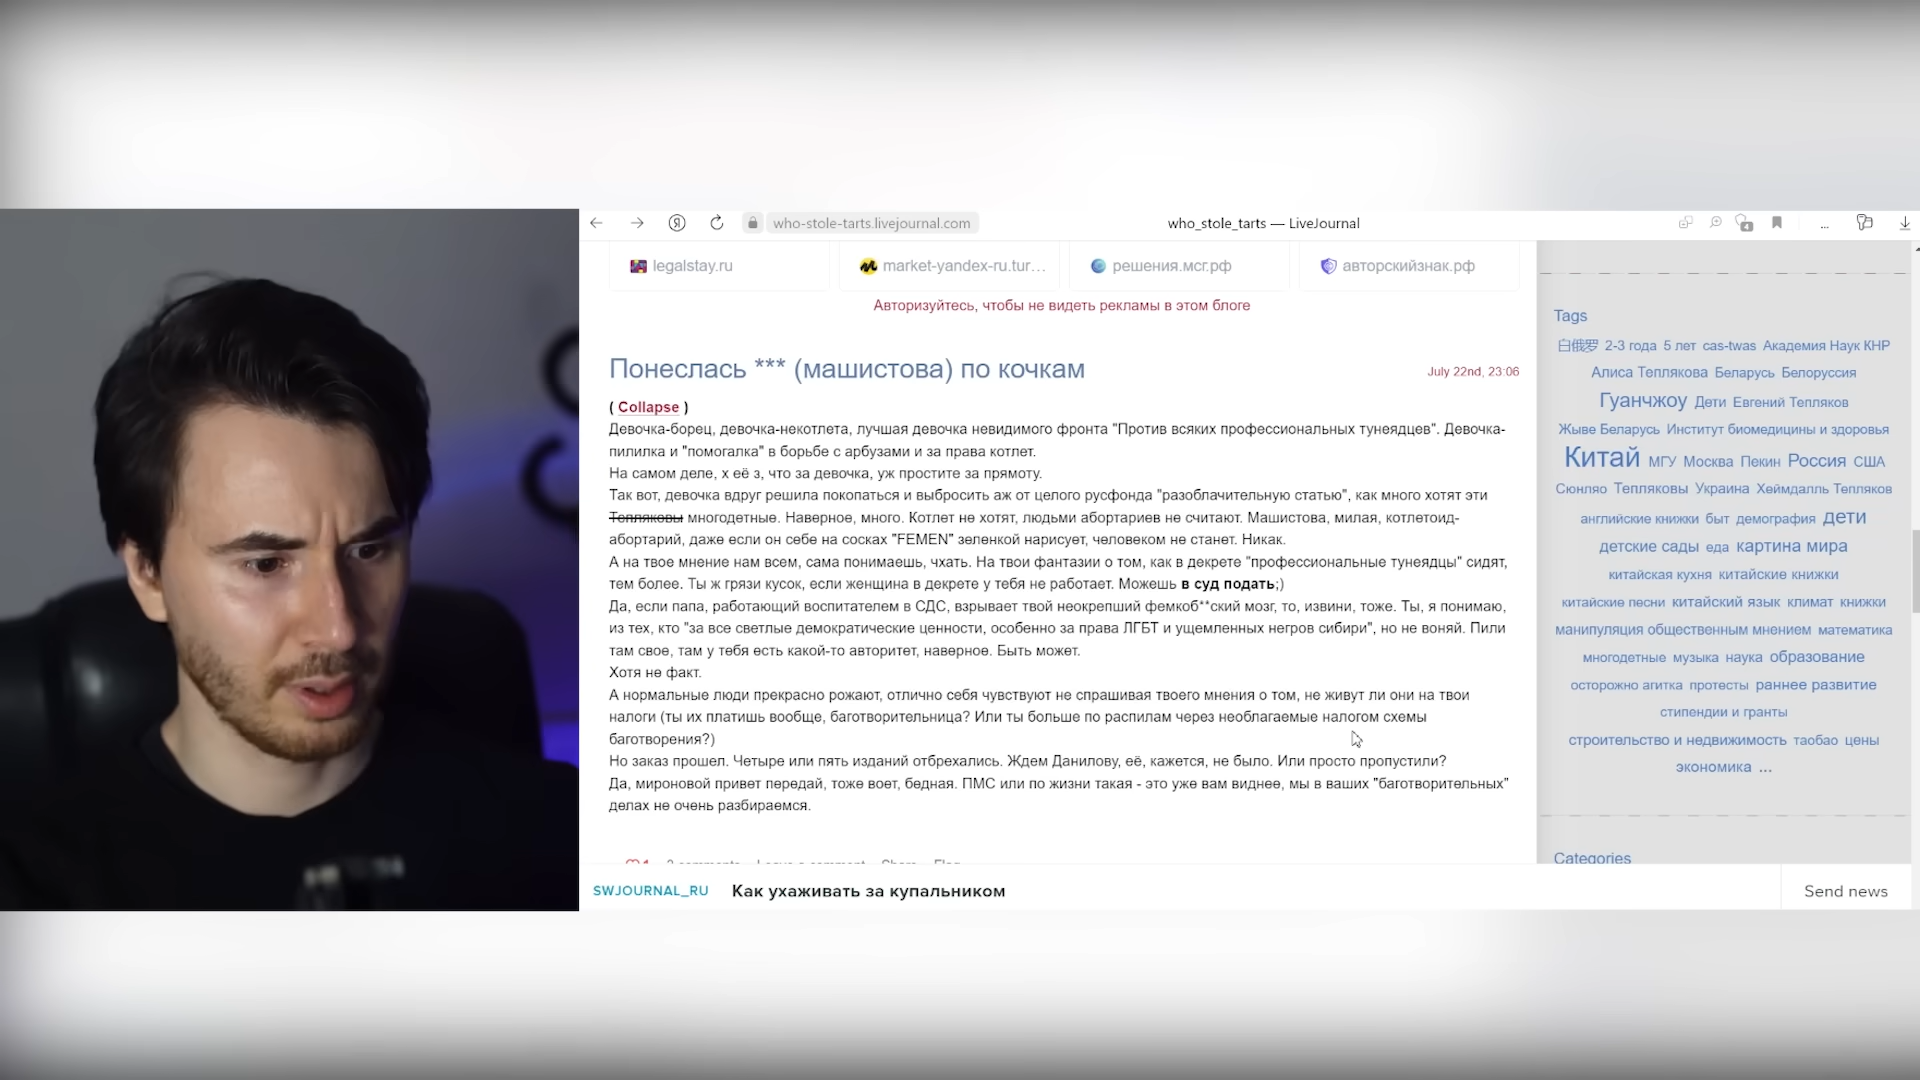 who-stole-tarts.livejournal.com
who_stole_tarts — LiveJournal
...
4
legalstay.ru
market-yandex-ru.tur...
решения.мсг.рф
авторскийзнак.рф
Авторизуйтесь, чтобы не видеть рекламы в этом блоге
Понеслась *** (машистова) по кочкам
July 22nd, 23:06
( Collapse )
Девочка-борец, девочка-некотлета, лучшая девочка невидимого фронта "Против всяких профессиональных тунеядцев". Девочка-
пилилка и "помогалка" в борьбе с арбузами и за права котлет.
На самом деле, х её з, что за девочка, уж простите за прямоту.
Так вот, девочка вдруг решила покопаться и выбросить аж от целого русфонда "разоблачительную статью", как много хотят эти
Тепляковы многодетные. Наверное, много. Котлет не хотят, людьми абортариев не считают. Машистова, милая, котлетоид-
абортарий, даже если он себе на сосках "FEMEN" зеленкой нарисует, человеком не станет. Никак.
А на твое мнение нам всем, сама понимаешь, чхать. На твои фантазии о том, как в декрете "профессиональные тунеядцы" сидят,
тем более. Ты ж грязи кусок, если женщина в декрете у тебя не работает. Можешь в суд подать;)
Да, если папа, работающий воспитателем в СДС, взрывает твой неокрепший фемкоб**ский мозг, то, извини, тоже. Ты, я понимаю,
из тех, кто "за все светлые демократические ценности, особенно за права ЛГБТ и ущемленных негров сибири", но не воняй. Пили
там свое, там у тебя есть какой-то авторитет, наверное. Быть может.
Хотя не факт.
А нормальные люди прекрасно рожают, отлично себя чувствуют не спрашивая твоего мнения о том, не живут ли они на твои
налоги (ты их платишь вообще, баготворительница? Или ты больше по распилам через необлагаемые налогом схемы
баготворения?)
Но заказ прошел. Четыре или пять изданий отбрехались. Ждем Данилову, её, кажется, не было. Или просто пропустили?
Да, мироновой привет передай, тоже воет, бедная. ПМС или по жизни такая - это уже вам виднее, мы в ваших "баготворительных"
делах не очень разбираемся.
1 2 comments Leave a comment Share Flag
Tags
白俄罗 2-3 года 5 лет cas-twas Академия Наук КНР
Алиса Теплякова Беларусь Белоруссия
Гуанчжоу Дети Евгений Тепляков
Жыве Беларусь Институт биомедицины и здоровья
Китай МГУ Москва Пекин Россия США
Сюнляо Тепляковы Украина Хеймдалль Тепляков
английские книжки быт демография дети
детские сады еда картина мира
китайская кухня китайские книжки
китайские песни китайский язык климат книжки
манипуляция общественным мнением математика
многодетные музыка наука образование
осторожно агитка протесты раннее развитие
стипендии и гранты
строительство и недвижимость таобао цены
экономика ...
Categories
SWJOURNAL_RU Как ухаживать за купальником
Send news